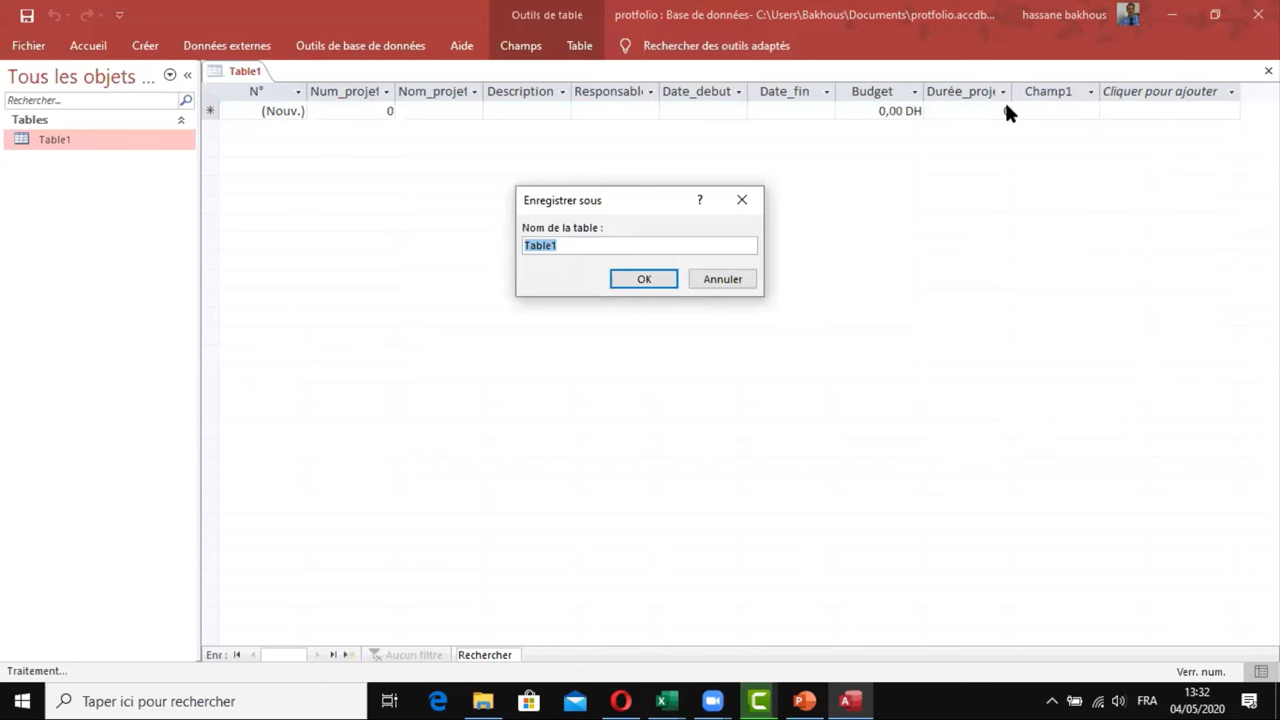 Outils de table
protfolio : Base de données- C:\Users\Bakhous\Documents\protfolio.accdb...
hassane bakhous
Fichier
Accueil
Créer
Données externes
Outils de base de données
Aide
Champs
Table
Rechercher des outils adaptés
Tous les objets ...
Rechercher...
Tables
Table1
Table1
N° Num_projet Nom_projet Description Responsable Date_debut Date_fin Budget Durée_proje Champ1 Cliquer pour ajouter
(Nouv.) 0 0,00 DH
Enregistrer sous
Nom de la table :
Table1
OK
Annuler
Enr :
Aucun filtre
Rechercher
Traitement...
Verr. num.
Taper ici pour rechercher
FRA
13:32
04/05/2020